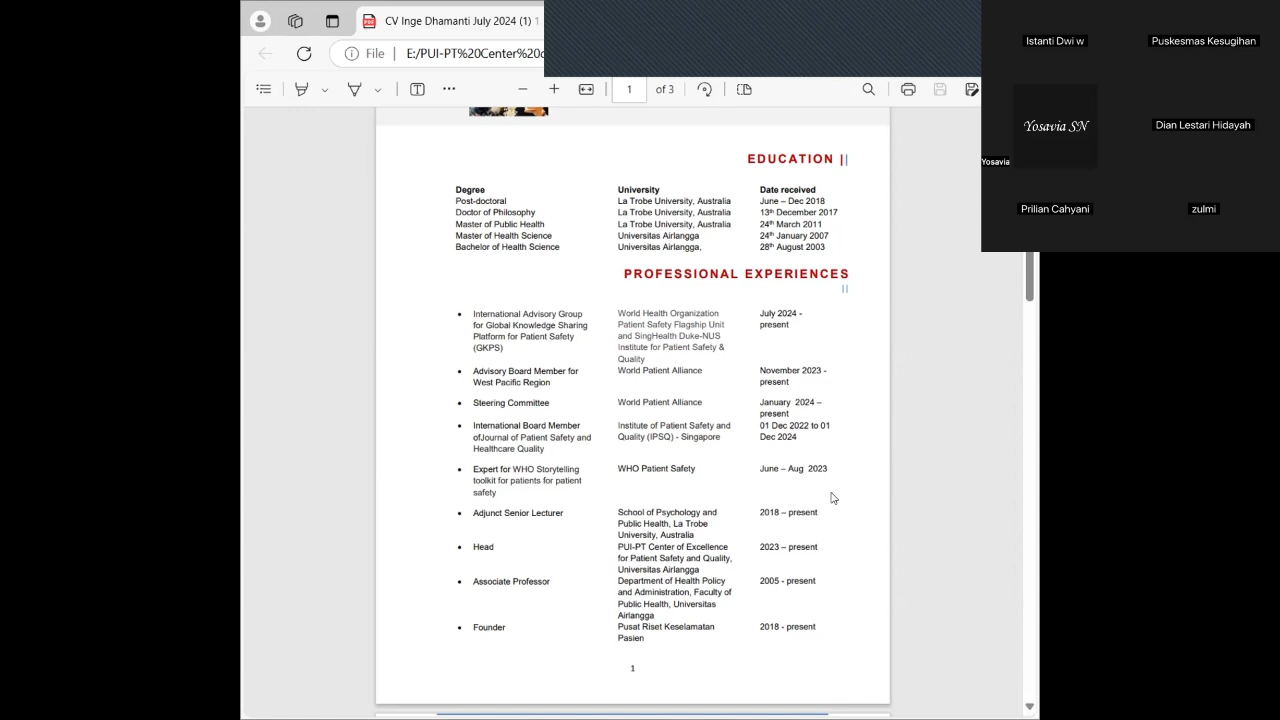 CV Inge Dhamanti July 2024 (1) 1
File | E:/PUI-PT%20Center%20
1 of 3
Istanti Dwi w
Puskesmas Kesugihan
Yosavia SN
Dian Lestari Hidayah
Yosavia
Prilian Cahyani
zulmi
EDUCATION ||
Degree University Date received
Post-doctoral La Trobe University, Australia June – Dec 2018
Doctor of Philosophy La Trobe University, Australia 13th December 2017
Master of Public Health La Trobe University, Australia 24th March 2011
Master of Health Science Universitas Airlangga 24th January 2007
Bachelor of Health Science Universitas Airlangga, 28th August 2003
PROFESSIONAL EXPERIENCES
||
• International Advisory Group World Health Organization July 2024 -
for Global Knowledge Sharing Patient Safety Flagship Unit present
Platform for Patient Safety and SingHealth Duke-NUS
(GKPS) Institute for Patient Safety &
Quality
• Advisory Board Member for World Patient Alliance November 2023 -
West Pacific Region present
• Steering Committee World Patient Alliance January 2024 –
present
• International Board Member Institute of Patient Safety and 01 Dec 2022 to 01
ofJournal of Patient Safety and Quality (IPSQ) - Singapore Dec 2024
Healthcare Quality
• Expert for WHO Storytelling WHO Patient Safety June – Aug 2023
toolkit for patients for patient
safety
• Adjunct Senior Lecturer School of Psychology and 2018 – present
Public Health, La Trobe
University, Australia
• Head PUI-PT Center of Excellence 2023 – present
for Patient Safety and Quality,
Universitas Airlangga
• Associate Professor Department of Health Policy 2005 - present
and Administration, Faculty of
Public Health, Universitas
Airlangga
• Founder Pusat Riset Keselamatan 2018 - present
Pasien
1